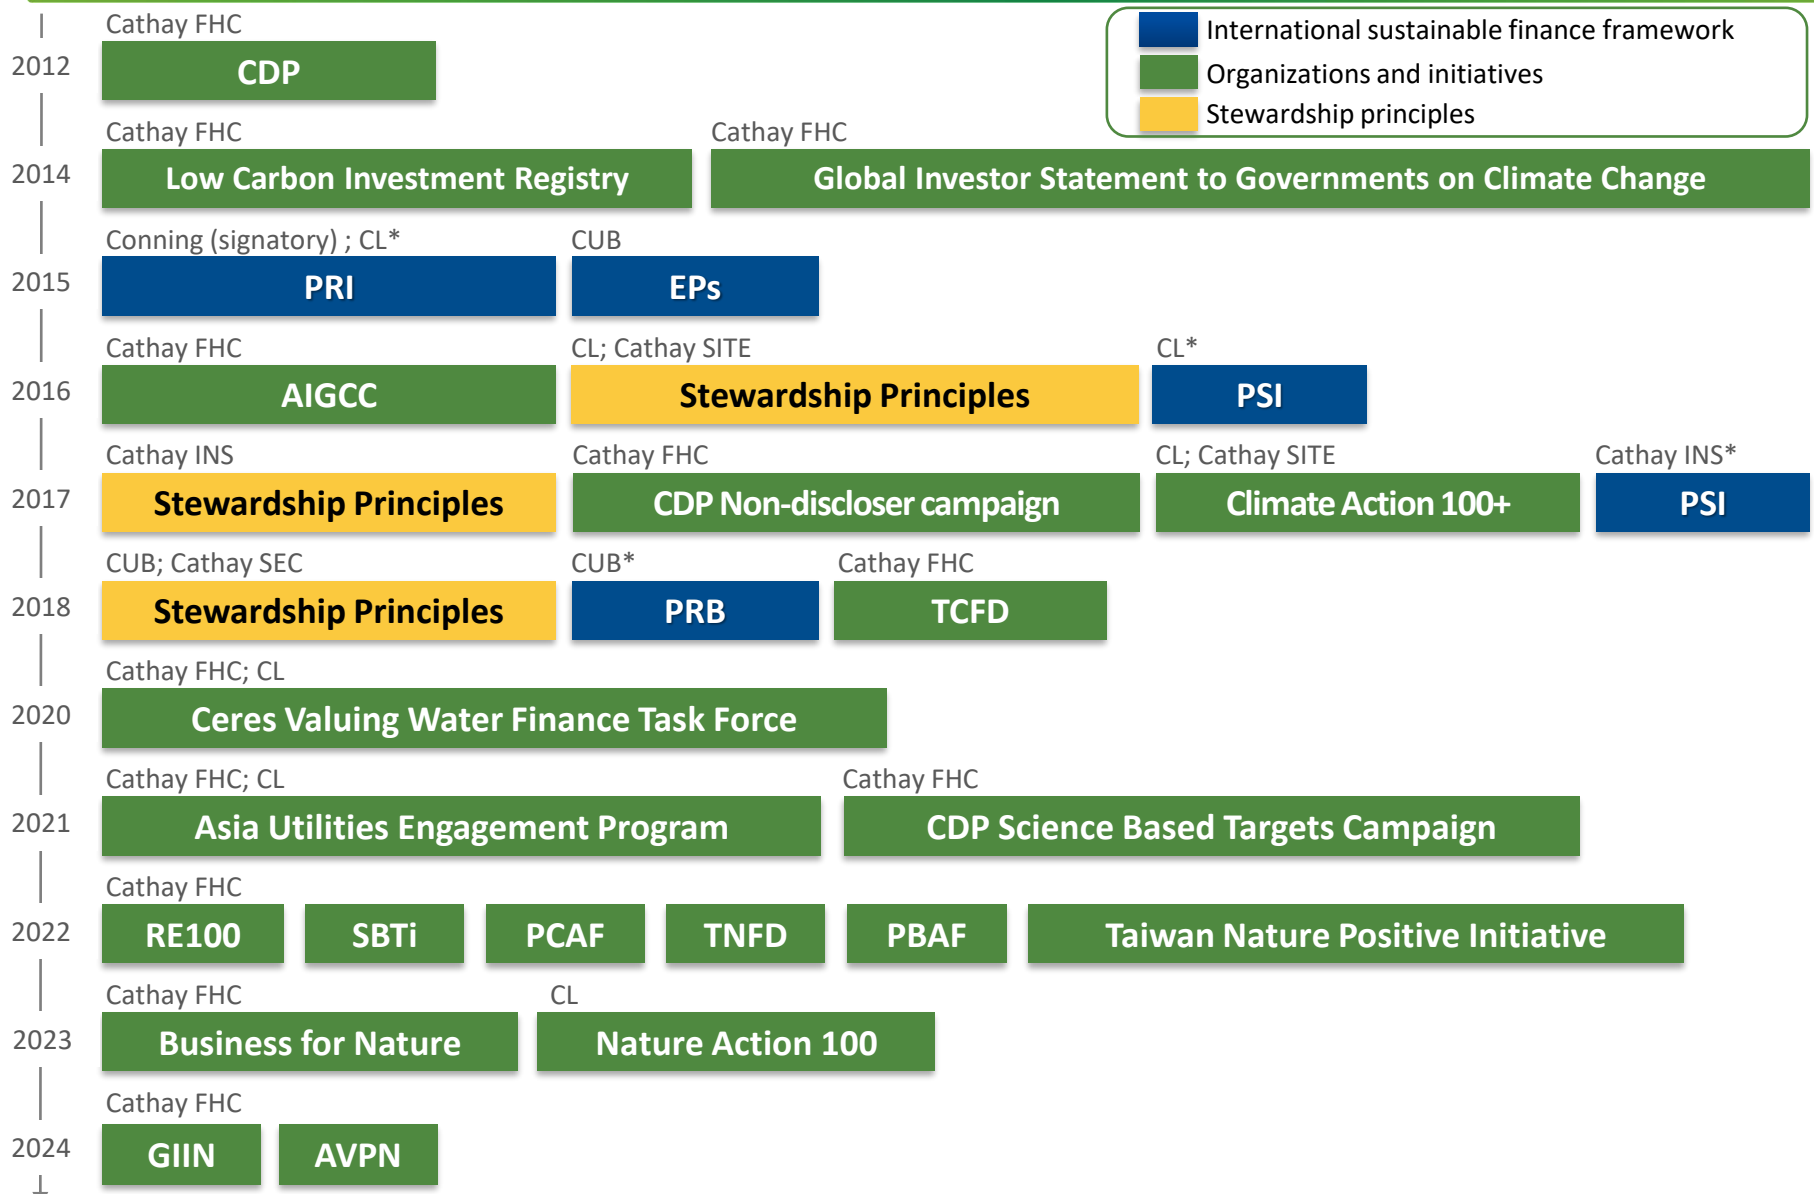 International sustainable finance framework
Organizations and initiatives
Stewardship principles
Cathay FHC
2012
CDP
Cathay FHC
Cathay FHC
2014
Low Carbon Investment Registry
Global Investor Statement to Governments on Climate Change
Conning (signatory) ; CL*
CUB
2015
PRI
EPs
Cathay FHC
CL; Cathay SITE
CL*
2016
AIGCC
Stewardship Principles
PSI
Cathay INS
Cathay FHC
CL; Cathay SITE
Cathay INS*
2017
Stewardship Principles
CDP Non-discloser campaign
Climate Action 100+
PSI
CUB; Cathay SEC
CUB*
Cathay FHC
2018
Stewardship Principles
PRB
TCFD
Cathay FHC; CL
2020
Ceres Valuing Water Finance Task Force
Cathay FHC; CL
Cathay FHC
2021
Asia Utilities Engagement Program
CDP Science Based Targets Campaign
Cathay FHC
2022
RE100
SBTi
PCAF
TNFD
PBAF
Taiwan Nature Positive Initiative
Cathay FHC
CL
2023
Business for Nature
Nature Action 100
Cathay FHC
2024
GIIN
AVPN